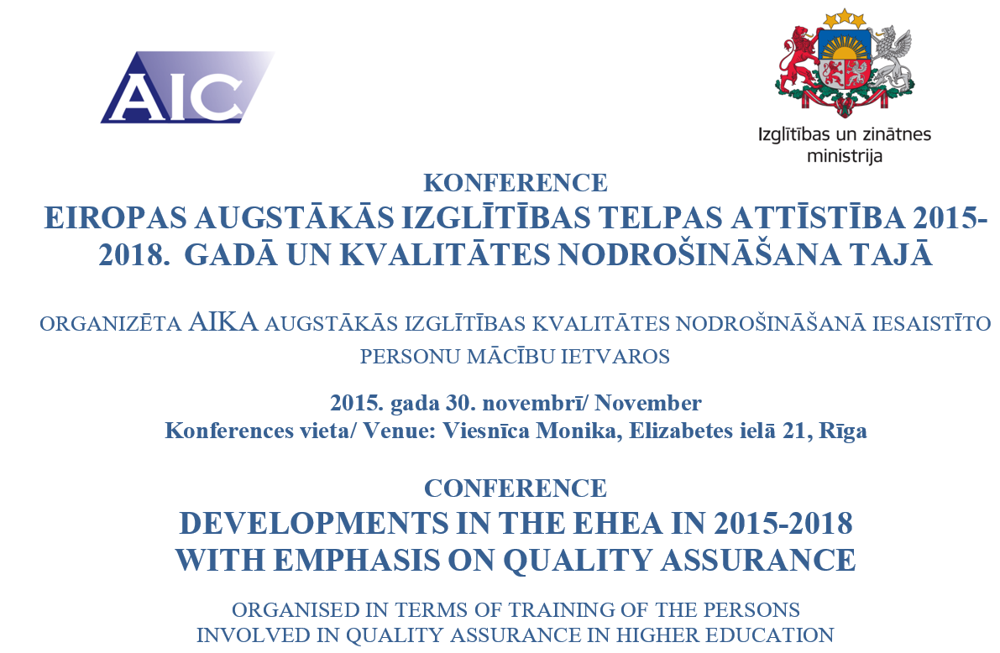 AIC
Izglītības un zinātnes
ministrija
KONFERENCE
EIROPAS AUGSTĀKĀS IZGLĪTĪBAS TELPAS ATTĪSTĪBA 2015-
2018. GADĀ UN KVALITĀTES NODROŠINĀŠANA TAJĀ
ORGANIZĒTA AIKA AUGSTĀKĀS IZGLĪTĪBAS KVALITĀTES NODROŠINĀŠANĀ IESAISTĪTO
PERSONU MĀCĪBU IETVAROS
2015. gada 30. novembrī/ November
Konferences vieta/ Venue: Viesnīca Monika, Elizabetes ielā 21, Rīga
CONFERENCE
DEVELOPMENTS IN THE EHEA IN 2015-2018
WITH EMPHASIS ON QUALITY ASSURANCE
ORGANISED IN TERMS OF TRAINING OF THE PERSONS
INVOLVED IN QUALITY ASSURANCE IN HIGHER EDUCATION